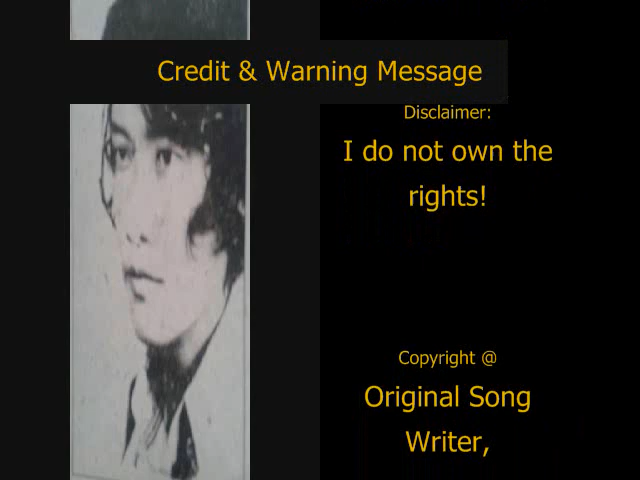 Credit & Warning Message
Disclaimer:
I do not own the
rights!
Copyright @
Original Song
Writer,